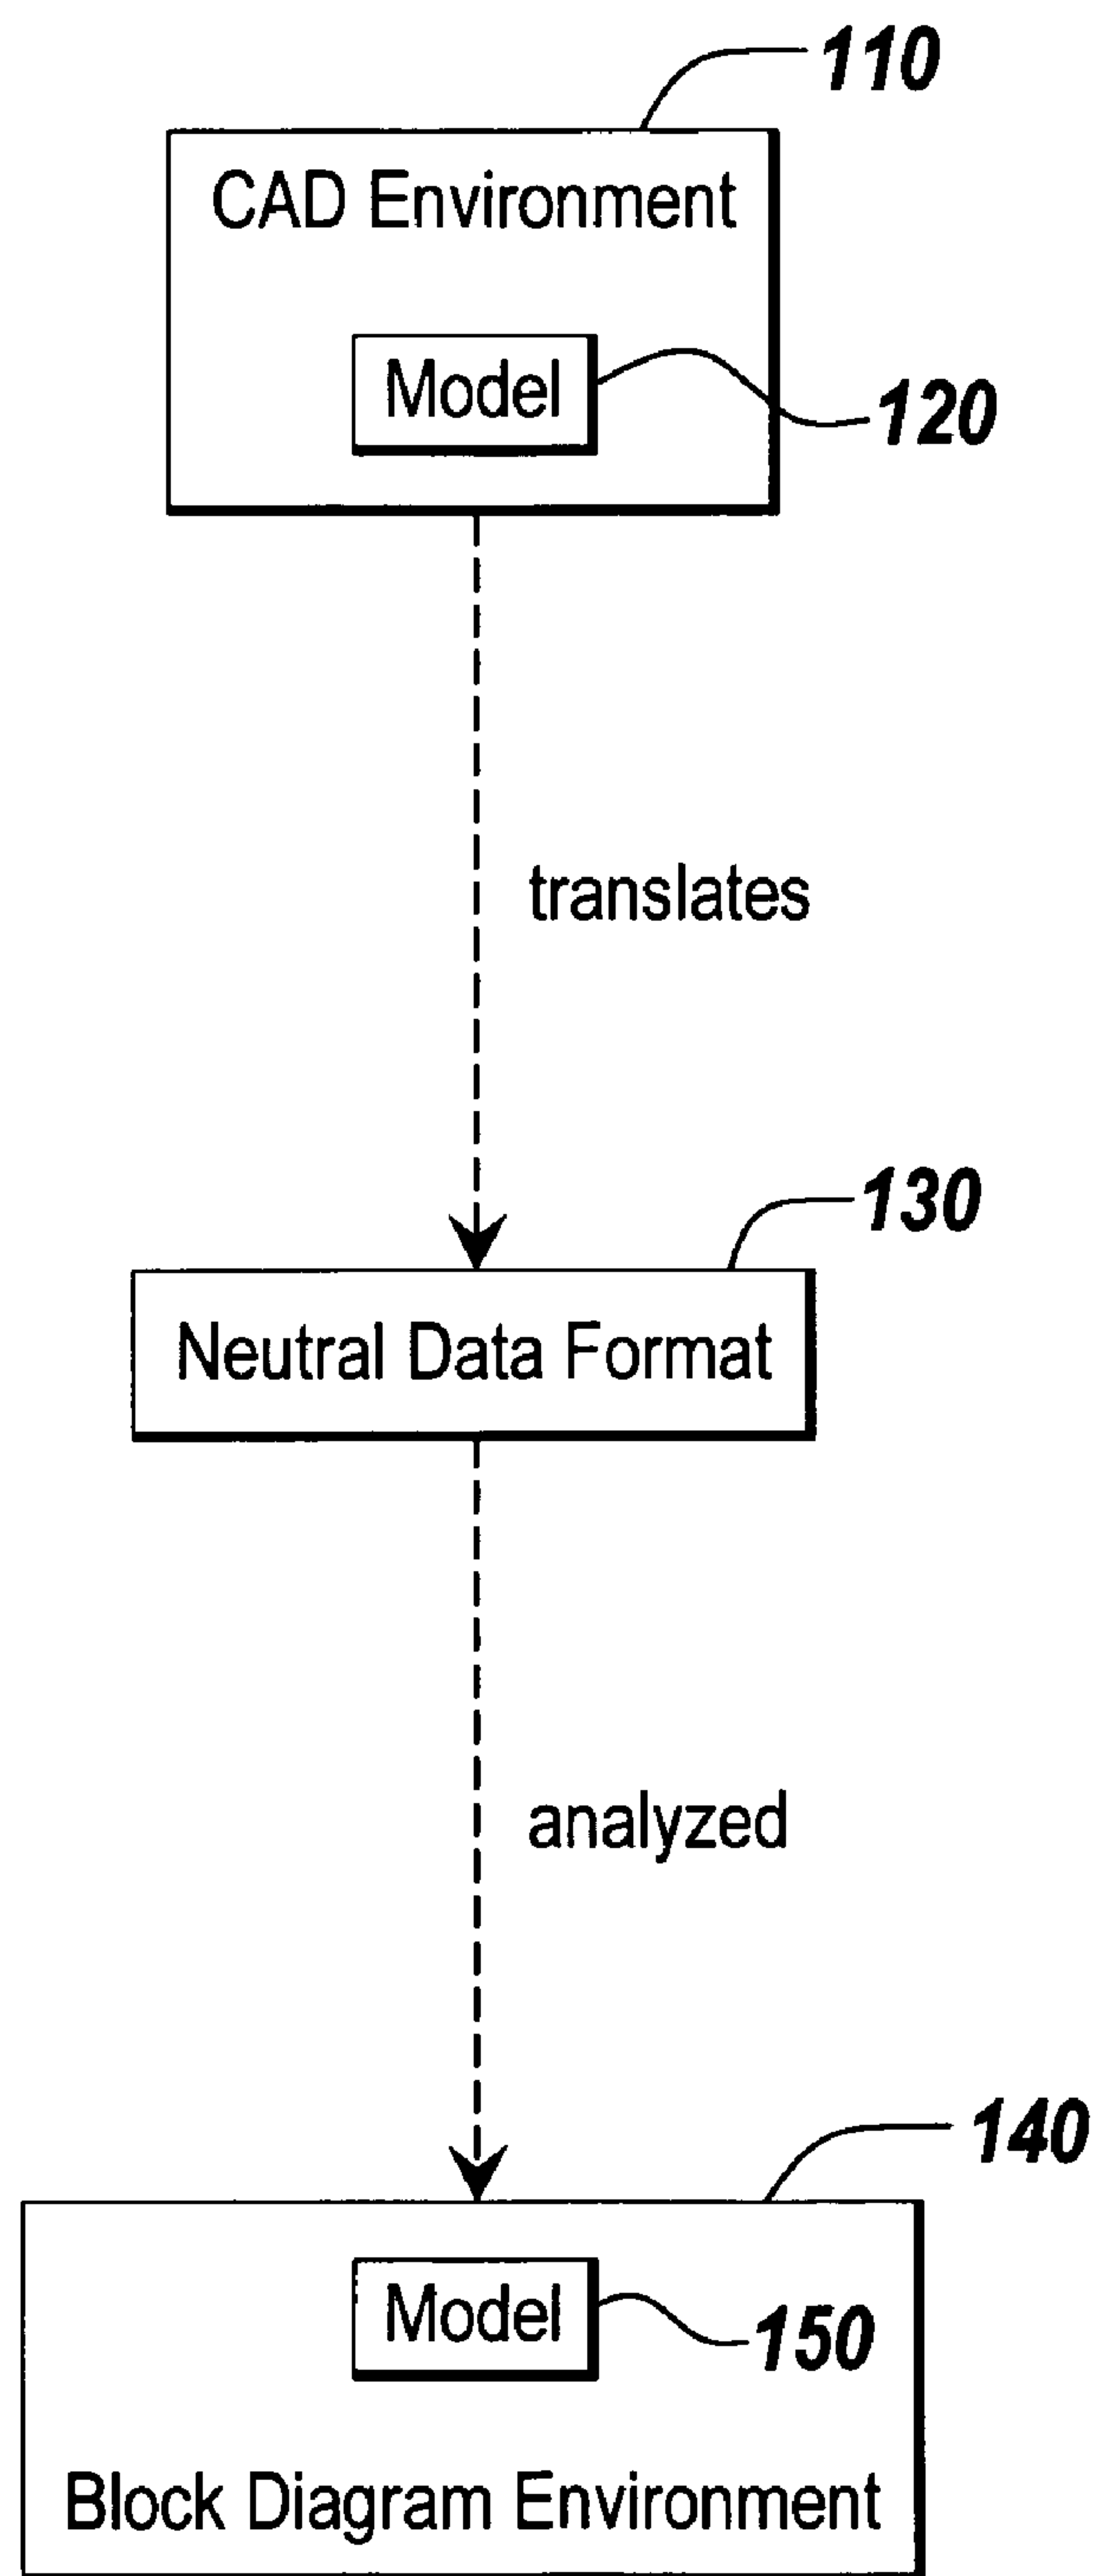 110
CAD Environment
Model
120
translates
130
Neutral Data Format
analyzed
140
Model
150
Block Diagram Environment